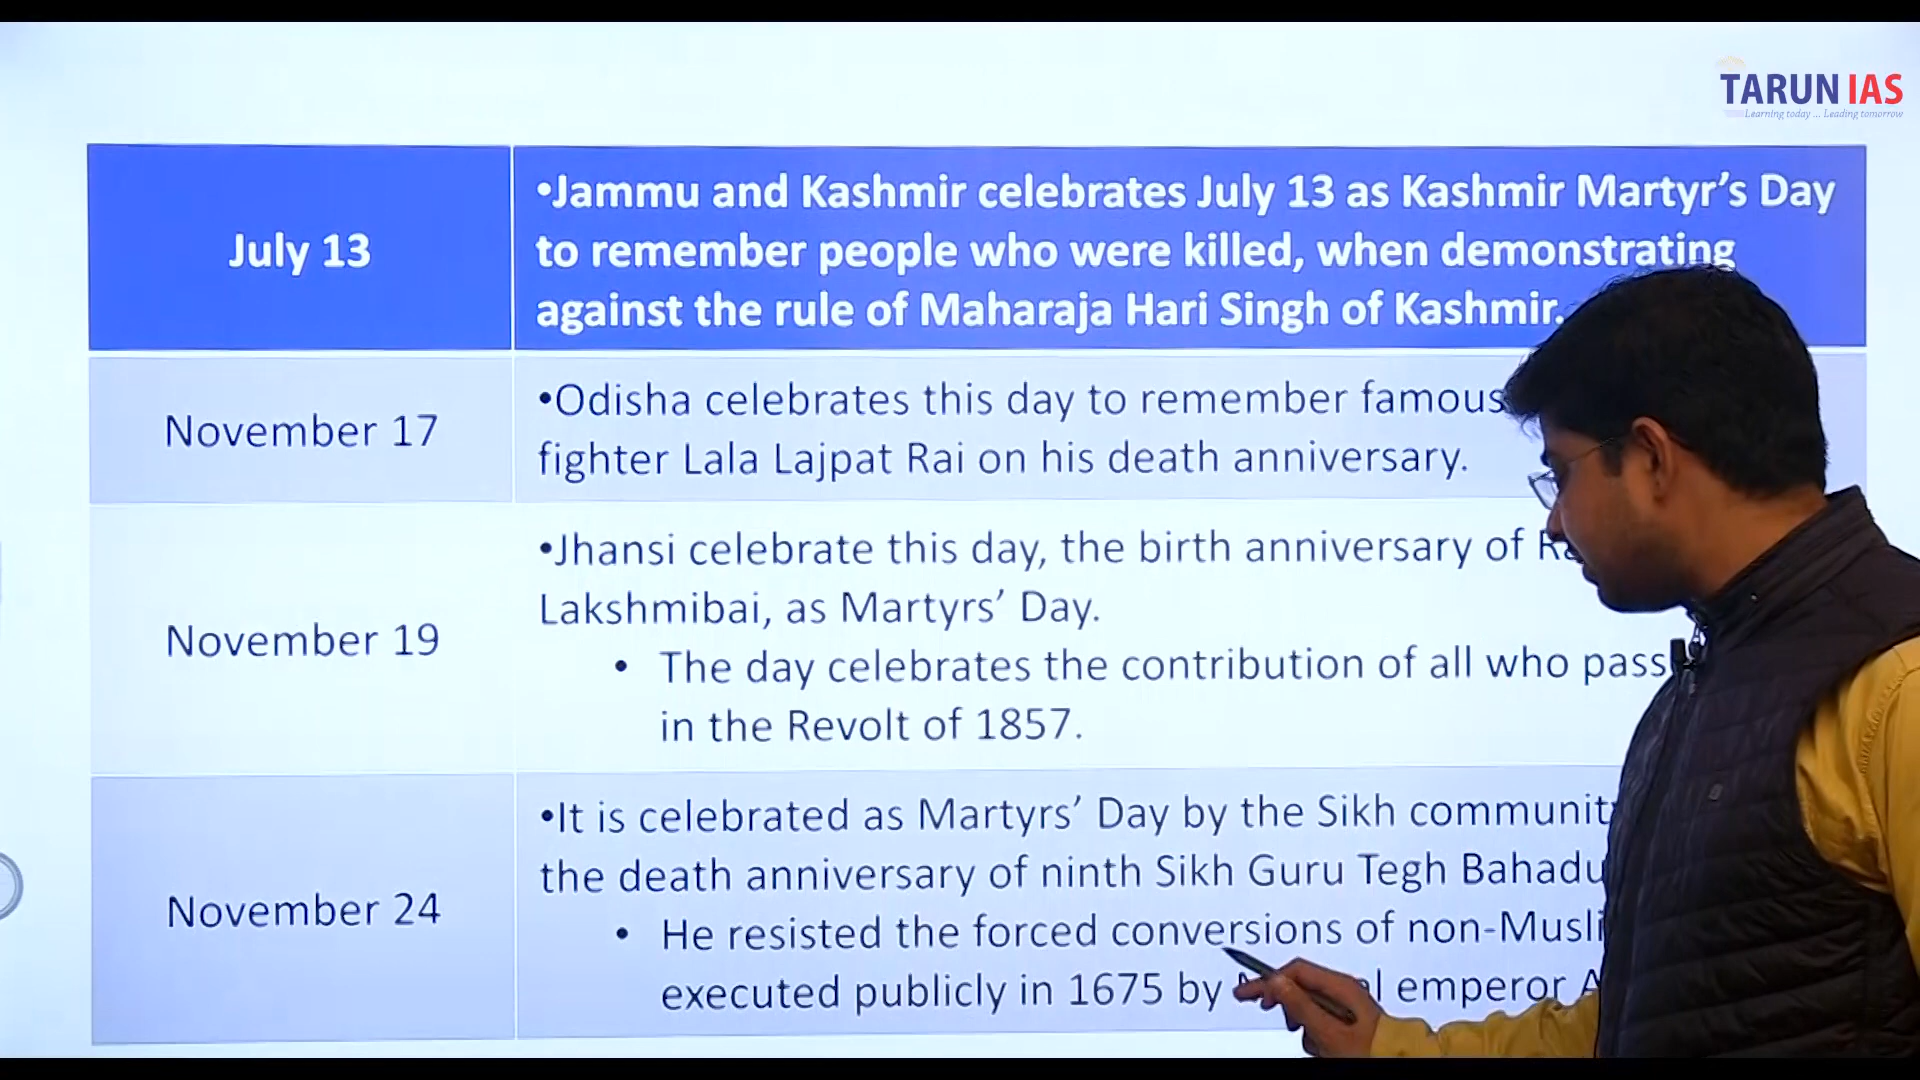 TARUN IAS
Learning today ... Leading tomorrow
July 13
•Jammu and Kashmir celebrates July 13 as Kashmir Martyr’s Day
to remember people who were killed, when demonstrating
against the rule of Maharaja Hari Singh of Kashmir.
November 17
•Odisha celebrates this day to remember famous
fighter Lala Lajpat Rai on his death anniversary.
November 19
•Jhansi celebrate this day, the birth anniversary of
Lakshmibai, as Martyrs’ Day.
• The day celebrates the contribution of all who
in the Revolt of 1857.
November 24
•It is celebrated as Martyrs’ Day by the Sikh
the death anniversary of ninth Sikh Guru Tegh
• He resisted the forced conversions of
executed publicly in 1675 by emperor